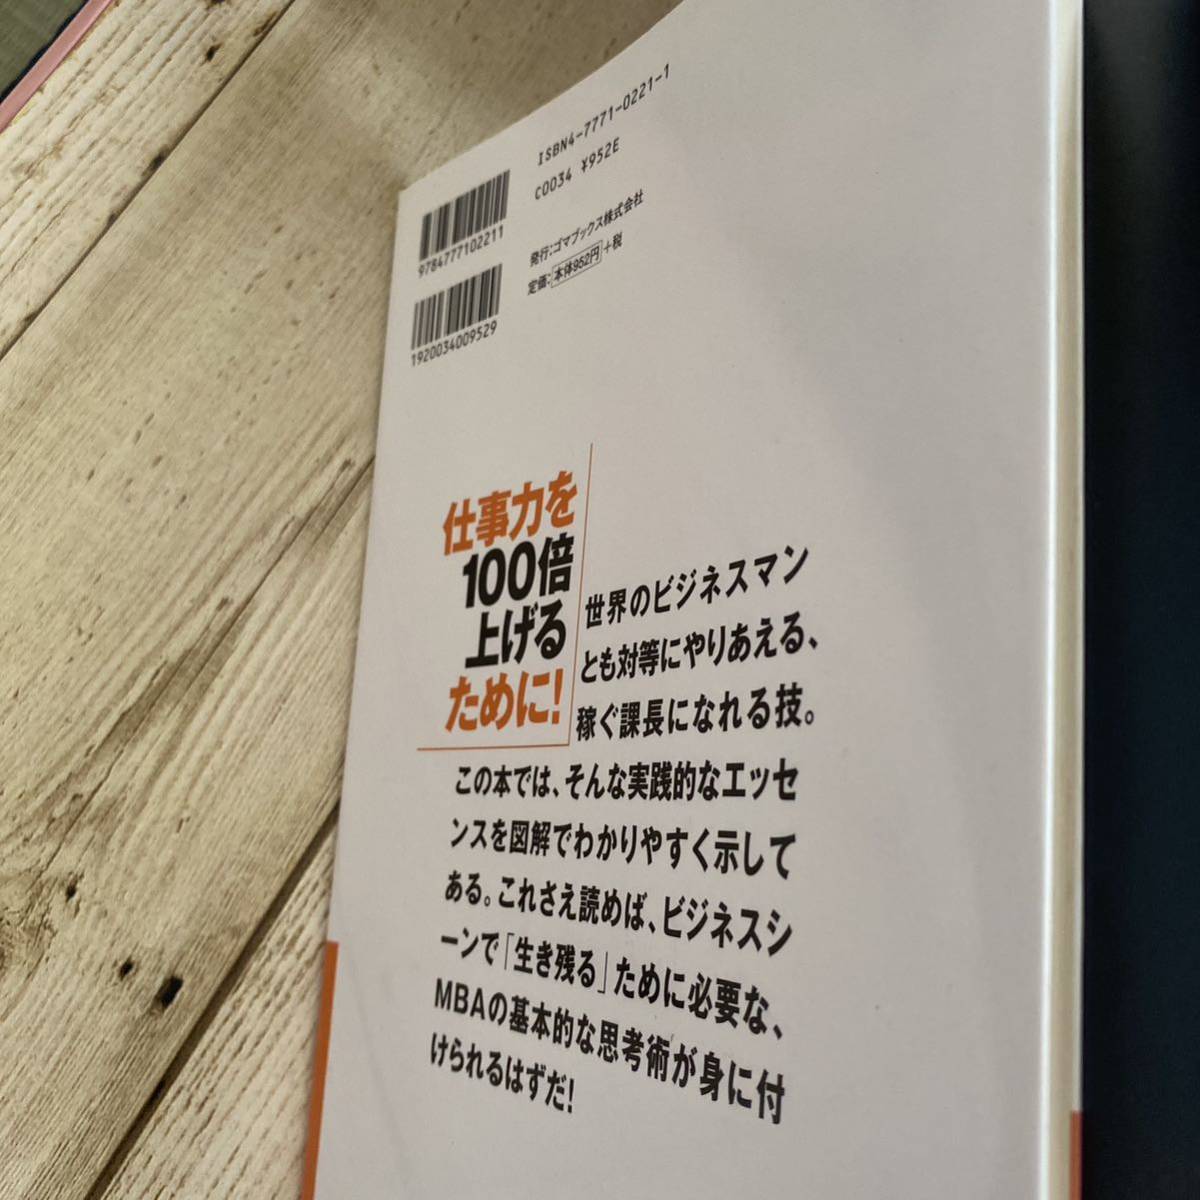 ISBN4-7771-0221-1
C0034 ¥952E
発行:ゴマブックス株式会社
定価:本体952円+税
9784777102211
1920034009529
仕事力を
100倍
上げる
ために!
世界のビジネスマン
とも対等にやりあえる、
稼ぐ課長になれる技。
この本では、そんな実践的なエッセ
ンスを図解でわかりやすく示して
ある。これさえ読めば、ビジネスシ
ーンで「生き残る」ために必要な、
MBAの基本的な思考術が身に付
けられるはずだ!